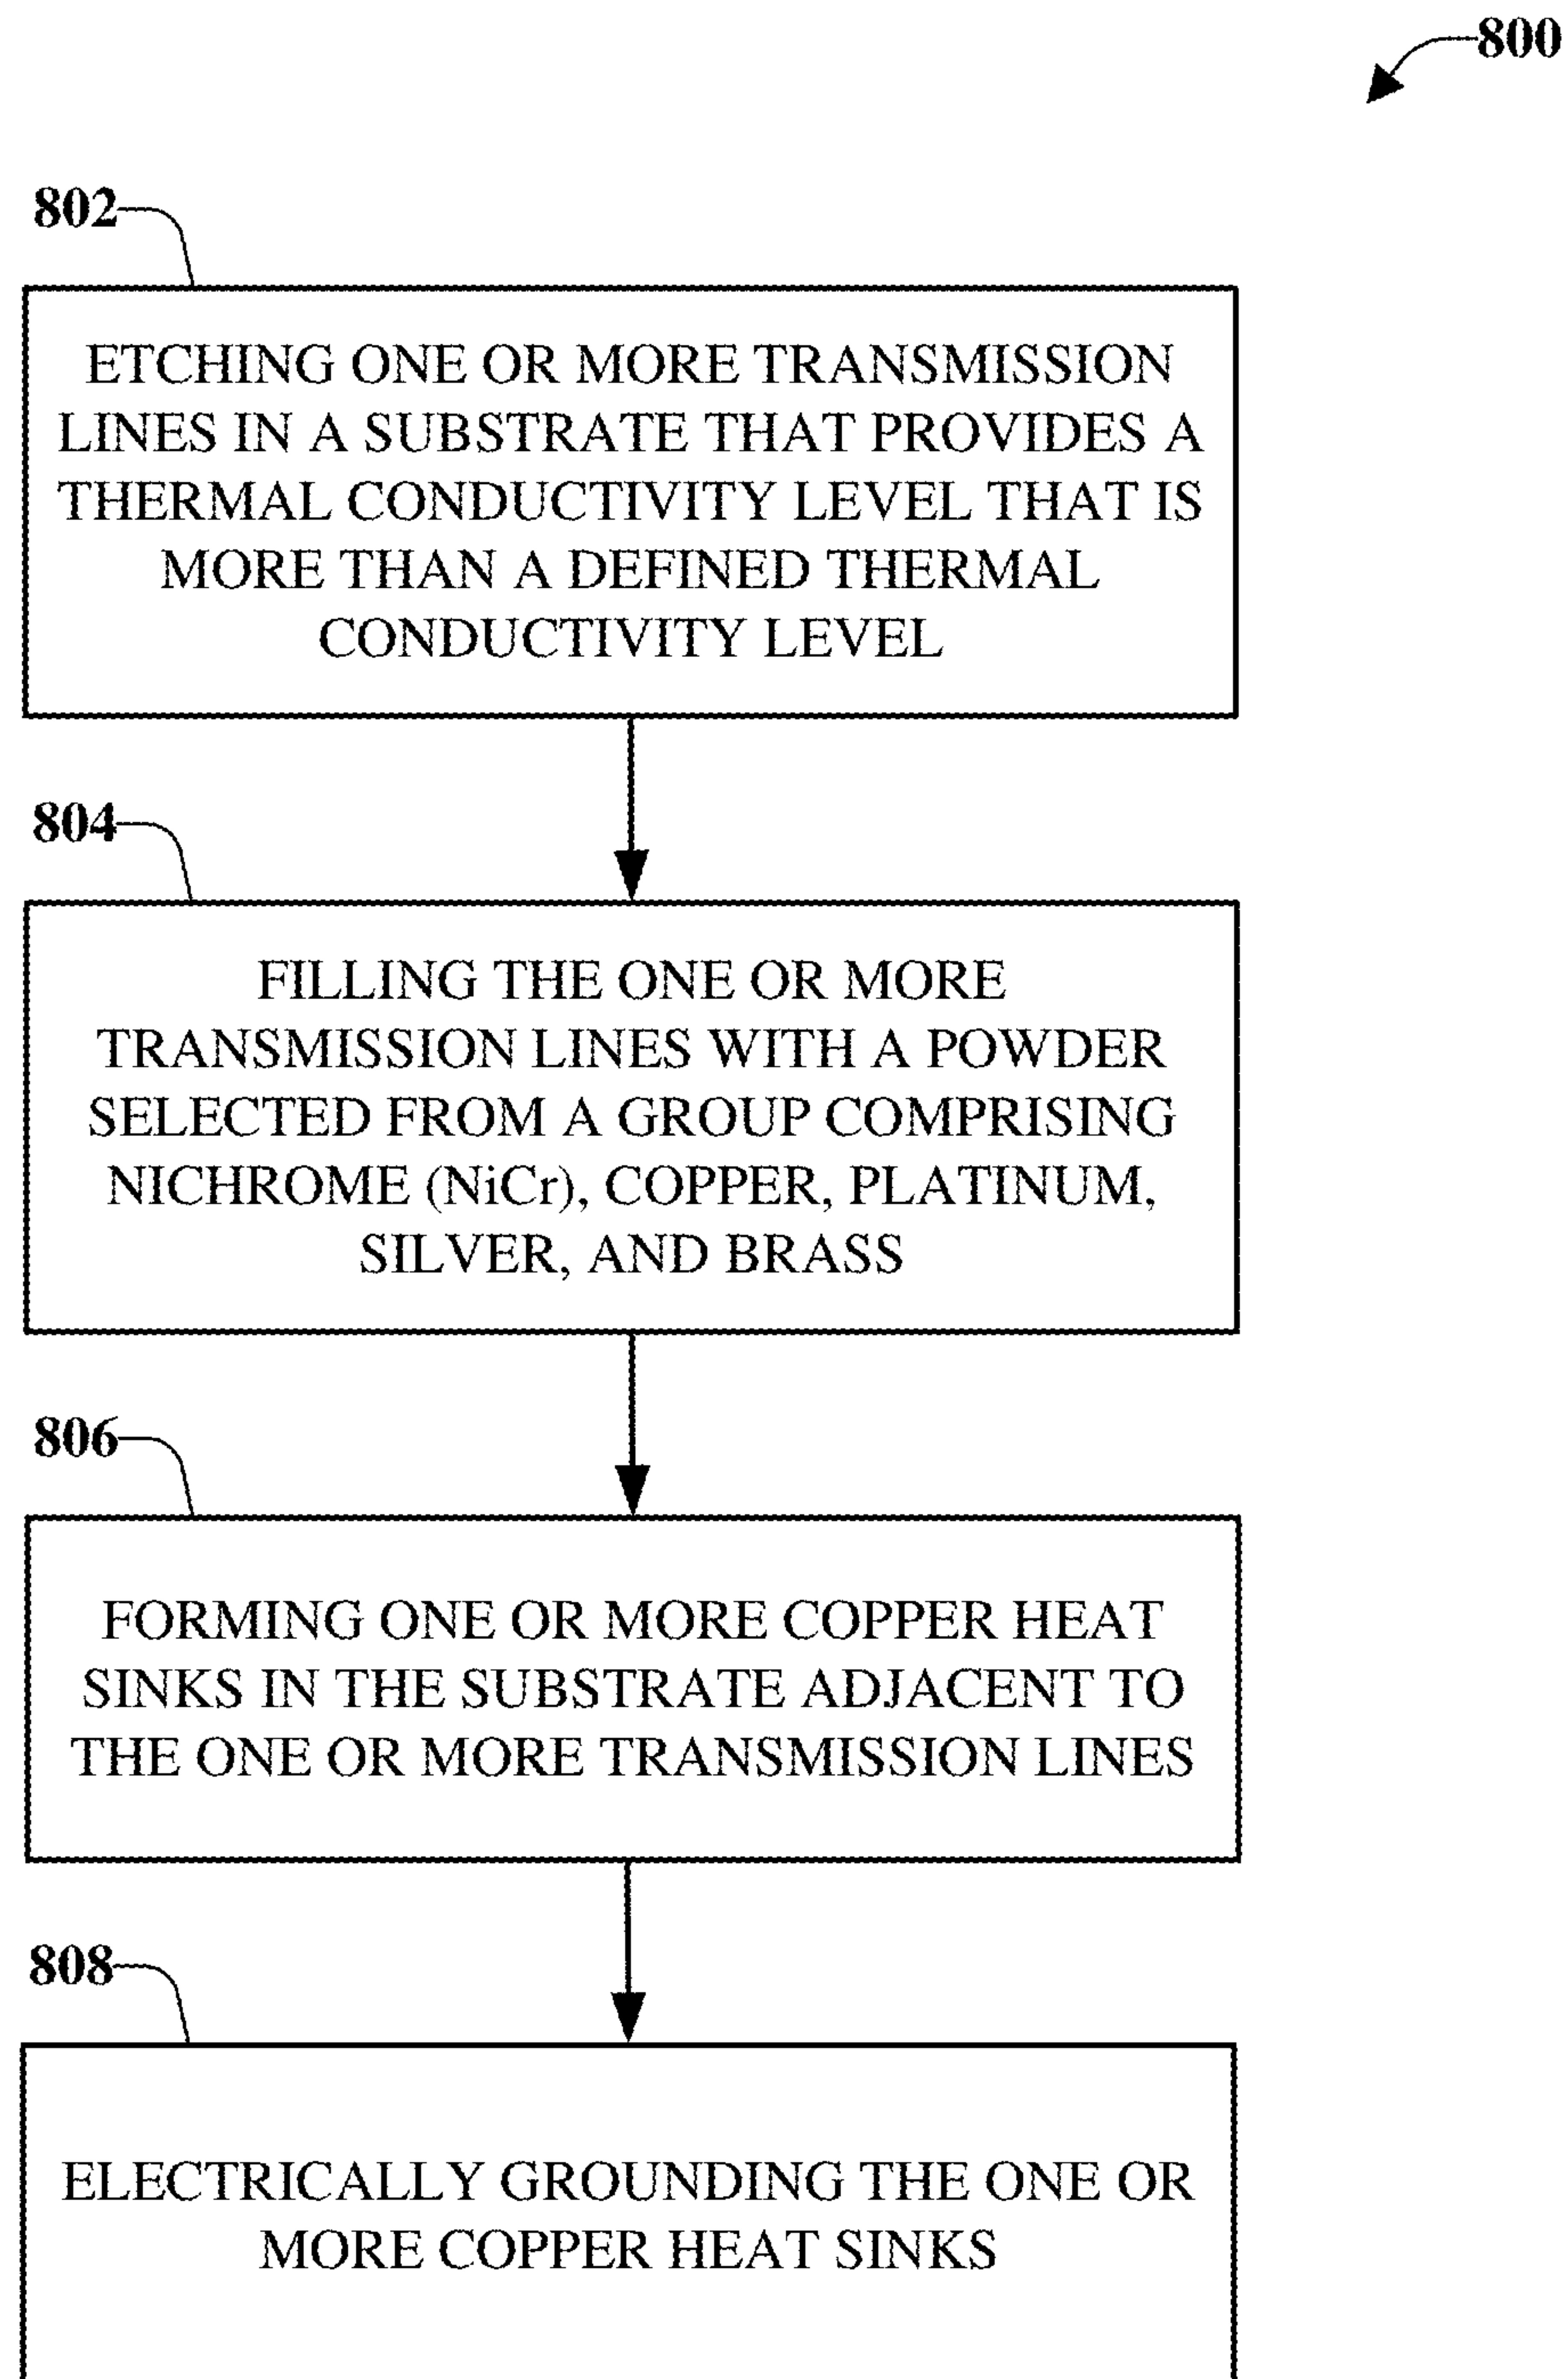 800
802
ETCHING ONE OR MORE TRANSMISSION
LINES IN A SUBSTRATE THAT PROVIDES A
THERMAL CONDUCTIVITY LEVEL THAT IS
MORE THAN A DEFINED THERMAL
CONDUCTIVITY LEVEL
804
FILLING THE ONE OR MORE
TRANSMISSION LINES WITH A POWDER
SELECTED FROM A GROUP COMPRISING
NICHROME (NiCr), COPPER, PLATINUM,
SILVER, AND BRASS
806
FORMING ONE OR MORE COPPER HEAT
SINKS IN THE SUBSTRATE ADJACENT TO
THE ONE OR MORE TRANSMISSION LINES
808
ELECTRICALLY GROUNDING THE ONE OR
MORE COPPER HEAT SINKS